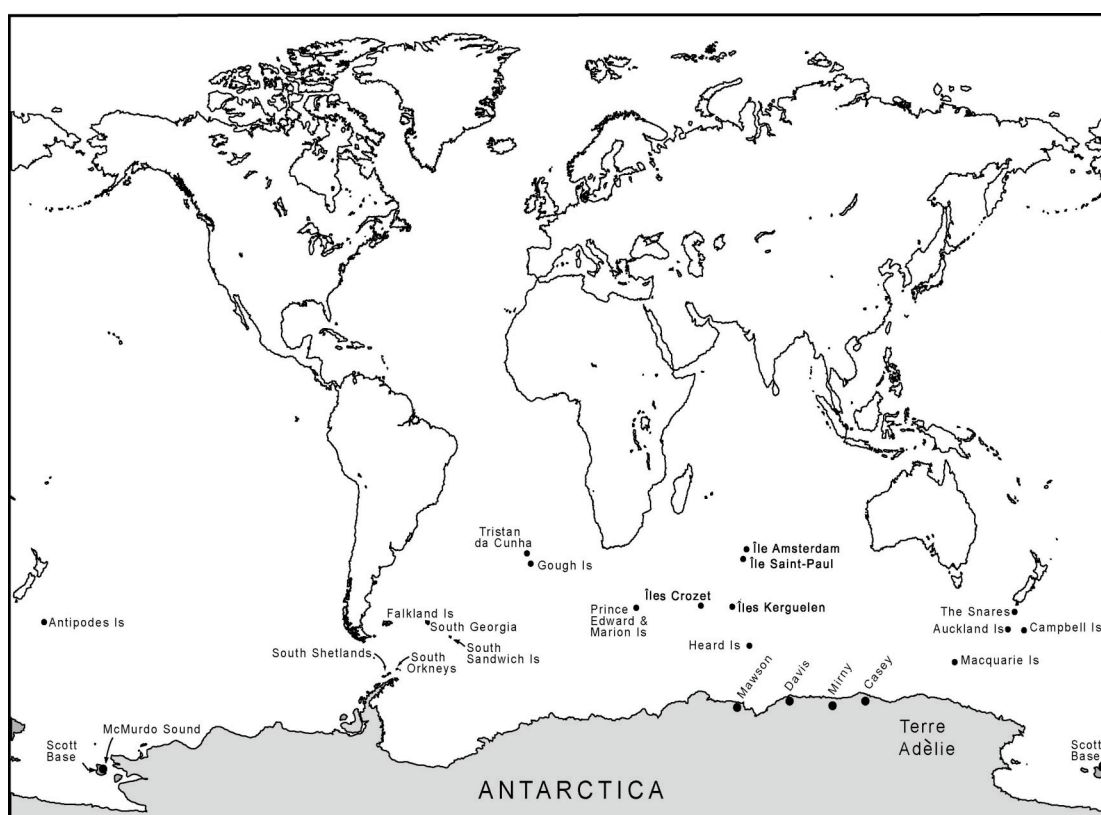 Tristan
da Cunha
Gough Is
Île Amsterdam
Île Saint-Paul
Îles Crozet
Îles Kerguelen
Prince
Edward &
Marion Is
Heard Is
The Snares
Auckland Is
Campbell Is
Macquarie Is
Antipodes Is
Falkland Is
South Georgia
South
Sandwich Is
South Shetlands
South
Orkneys
Mawson
Davis
Mirny
Casey
McMurdo Sound
Scott
Base
Terre
Adèlie
Scott
Base
ANTARCTICA